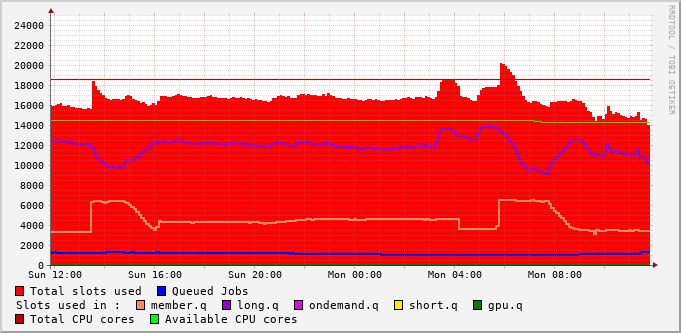 RRDTOOL / TOBI OETIKER
24000
22000
20000
18000
16000
14000
12000
10000
8000
6000
4000
2000
0
Sun 12:00 Sun 16:00 Sun 20:00 Mon 00:00 Mon 04:00 Mon 08:00
Total slots used Queued Jobs
Slots used in : member.q long.q ondemand.q short.q gpu.q
Total CPU cores Available CPU cores